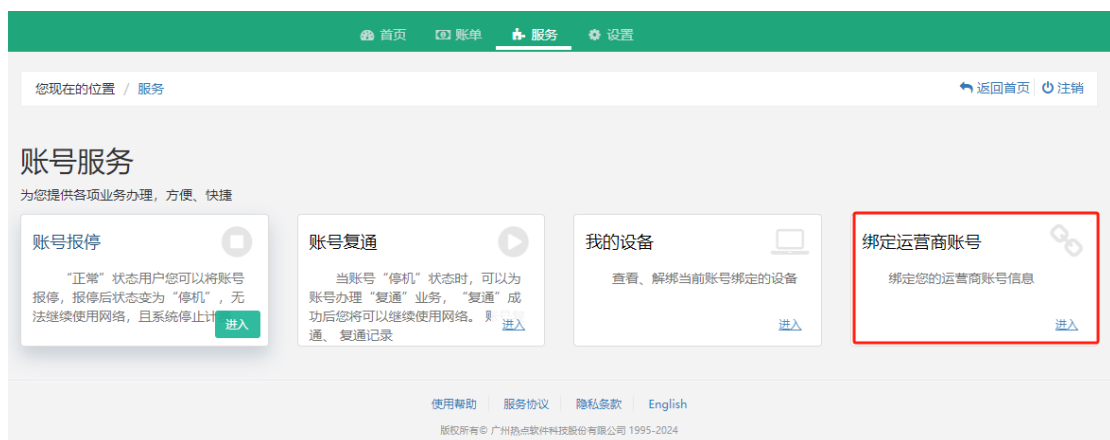 首页 账单 服务 设置
您现在的位置 / 服务 返回首页 注销
账号服务
为您提供各项业务办理，方便、快捷
账号报停
“正常”状态用户您可以将账号
报停，报停后状态变为“停机”，无
法继续使用网络，且系统停止计
进入
账号复通
当账号“停机”状态时，可以为
账号办理“复通”业务，“复通”成
功后您将可以继续使用网络。
通、复通记录
进入
我的设备
查看、解绑当前账号绑定的设备
进入
绑定运营商账号
绑定您的运营商账号信息
进入
使用帮助 服务协议 隐私条款 English
版权所有© 广州热点软件科技股份有限公司 1995-2024